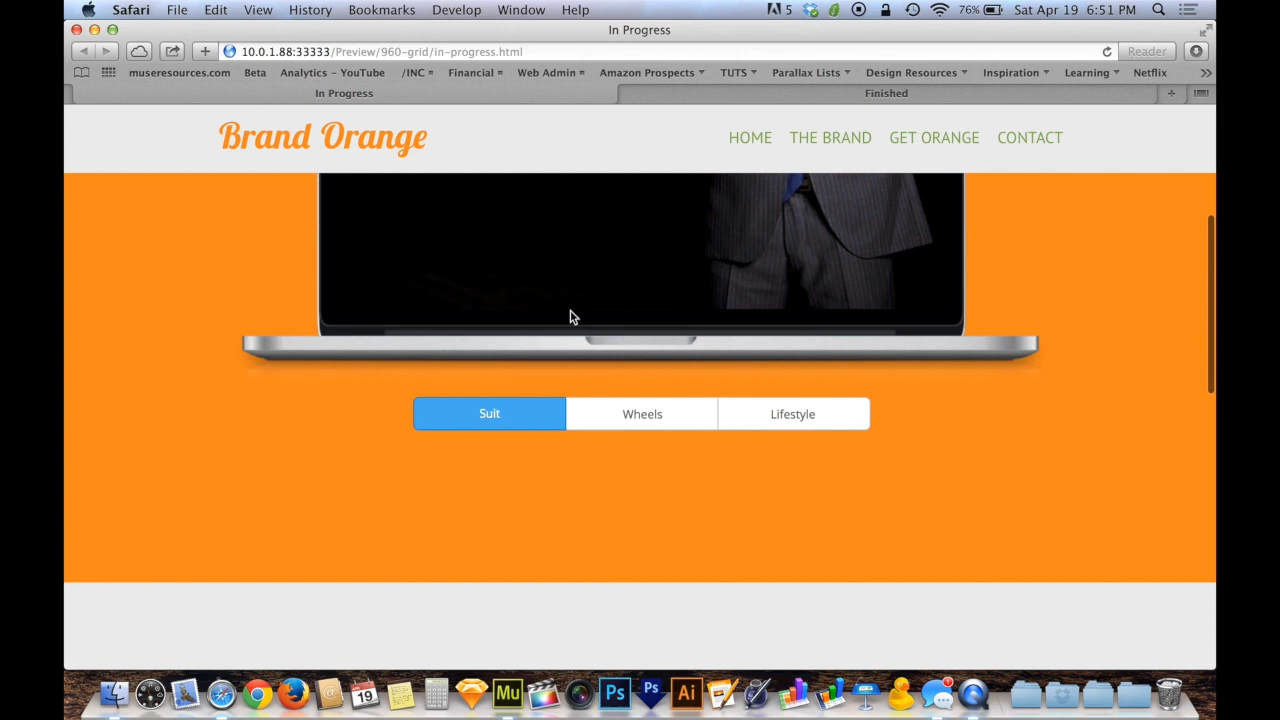 Safari File Edit View History Bookmarks Develop Window Help 5 76% Sat Apr 19 6:51 PM
In Progress
10.0.1.88:33333/Preview/960-grid/in-progress.html Reader
museresources.com Beta Analytics - YouTube /INC Financial Web Admin Amazon Prospects TUTS Parallax Lists Design Resources Inspiration Learning Netflix
In Progress Finished
Brand Orange HOME THE BRAND GET ORANGE CONTACT
Suit Wheels Lifestyle
APR 19 Mu Ps Ps Ai 1